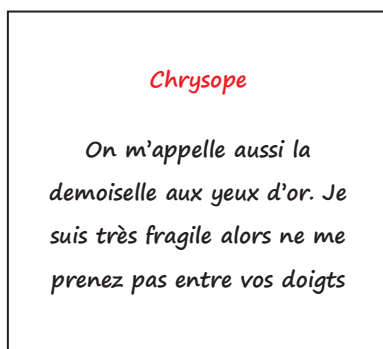 Chrysope
On m'appelle aussi la
demoiselle aux yeux d'or. Je
suis très fragile alors ne me
prenez pas entre vos doigts